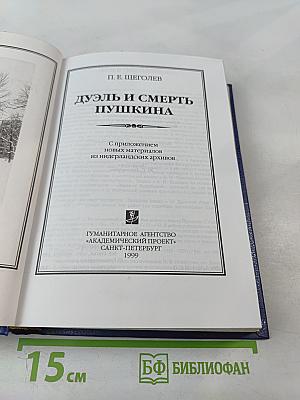 П. Е. ЩЕГОЛЕВ
ДУЭЛЬ И СМЕРТЬ
ПУШКИНА
С приложением
новых материалов
из нидерландских архивов
ГУМАНИТАРНОЕ АГЕНТСТВО
«АКАДЕМИЧЕСКИЙ ПРОЕКТ»
САНКТ-ПЕТЕРБУРГ
1999
15 см
БФ БИБЛИОФАН